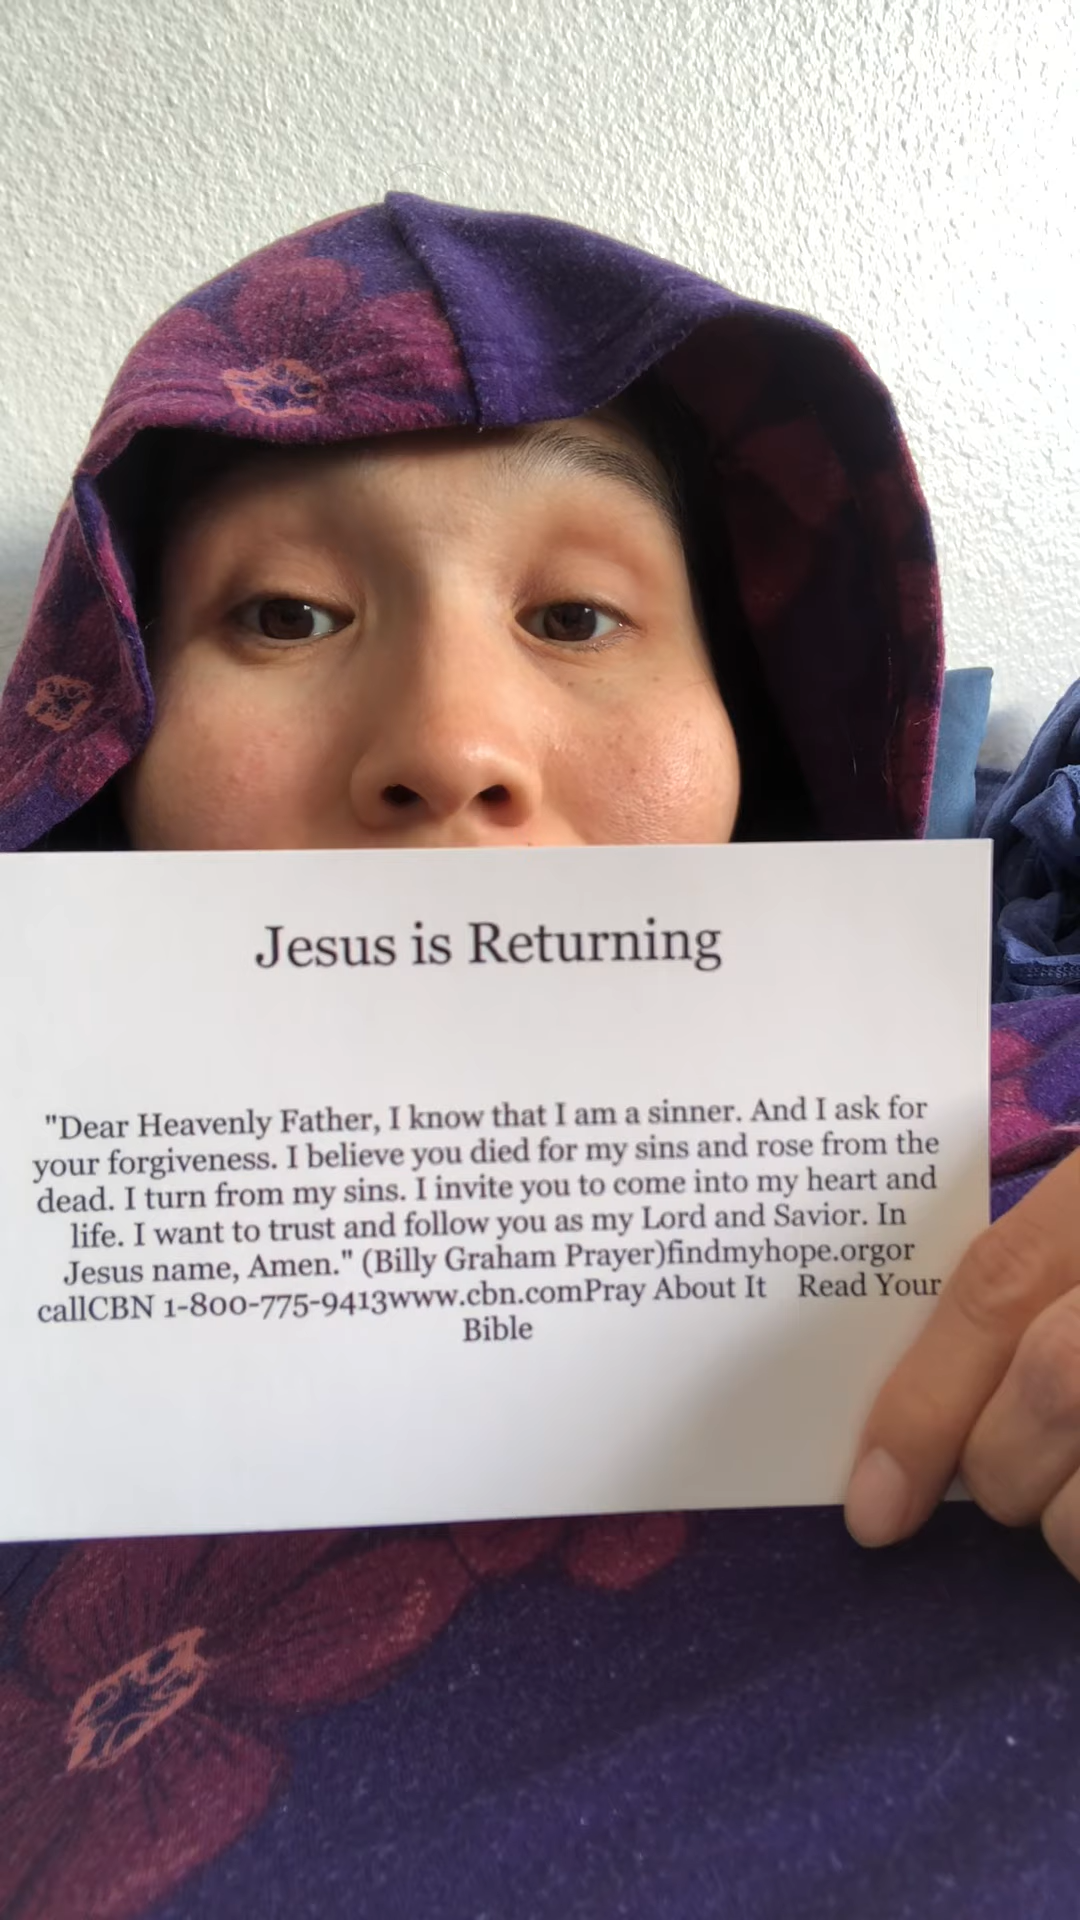 Jesus is Returning
"Dear Heavenly Father, I know that I am a sinner. And I ask for
your forgiveness. I believe you died for my sins and rose from the
dead. I turn from my sins. I invite you to come into my heart and
life. I want to trust and follow you as my Lord and Savior. In
Jesus name, Amen." (Billy Graham Prayer)findmyhope.orgor
callCBN 1-800-775-9413www.cbn.comPray About It    Read Your
Bible